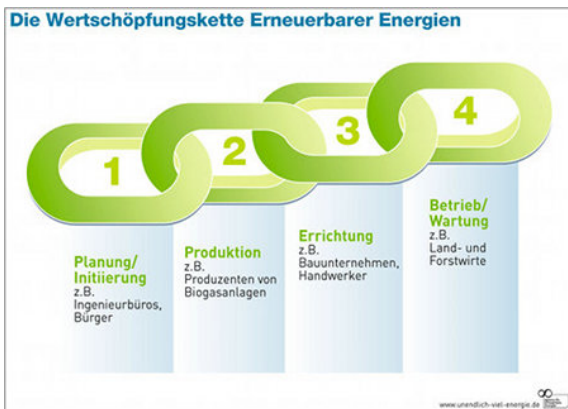 Die Wertschöpfungskette Erneuerbarer Energien
1
2
3
4
Planung/
Initiierung
z.B.
Ingenieurbüros,
Bürger
Produktion
z.B.
Produzenten von
Biogasanlagen
Errichtung
z.B.
Bauunternehmen,
Handwerker
Betrieb/
Wartung
z.B.
Land- und
Forstwirte
www.unendlich-viel-energie.de